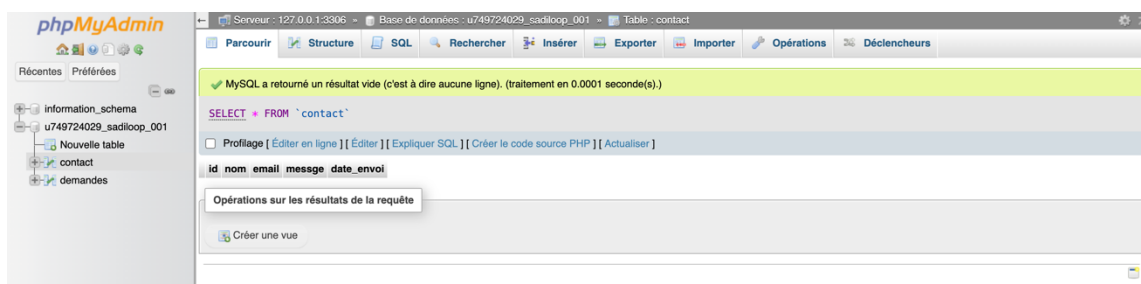 phpMyAdmin
Récentes Préférées
information_schema
u749724029_sadiloop_001
Nouvelle table
contact
demandes
Serveur : 127.0.0.1:3306 » Base de données : u749724029_sadiloop_001 » Table : contact
Parcourir Structure SQL Rechercher Insérer Exporter Importer Opérations Déclencheurs
MySQL a retourné un résultat vide (c'est à dire aucune ligne). (traitement en 0.0001 seconde(s).)
SELECT * FROM `contact`
Profilage [ Éditer en ligne ] [ Éditer ] [ Expliquer SQL ] [ Créer le code source PHP ] [ Actualiser ]
id nom email messge date_envoi
Opérations sur les résultats de la requête
Créer une vue